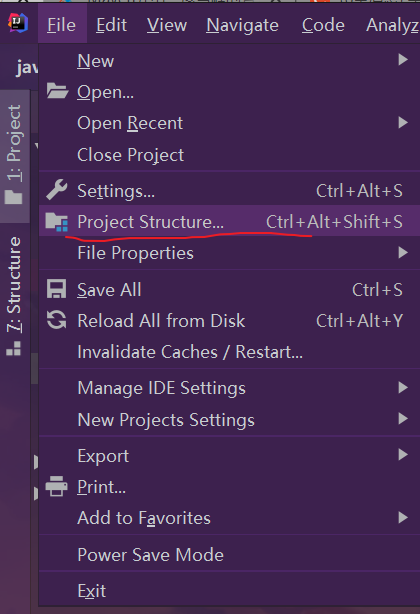 File Edit View Navigate Code Analyz
jav
1: Project
7: Structure
New
Open...
Open Recent
Close Project
Settings... Ctrl+Alt+S
Project Structure... Ctrl+Alt+Shift+S
File Properties
Save All Ctrl+S
Reload All from Disk Ctrl+Alt+Y
Invalidate Caches / Restart...
Manage IDE Settings
New Projects Settings
Export
Print...
Add to Favorites
Power Save Mode
Exit